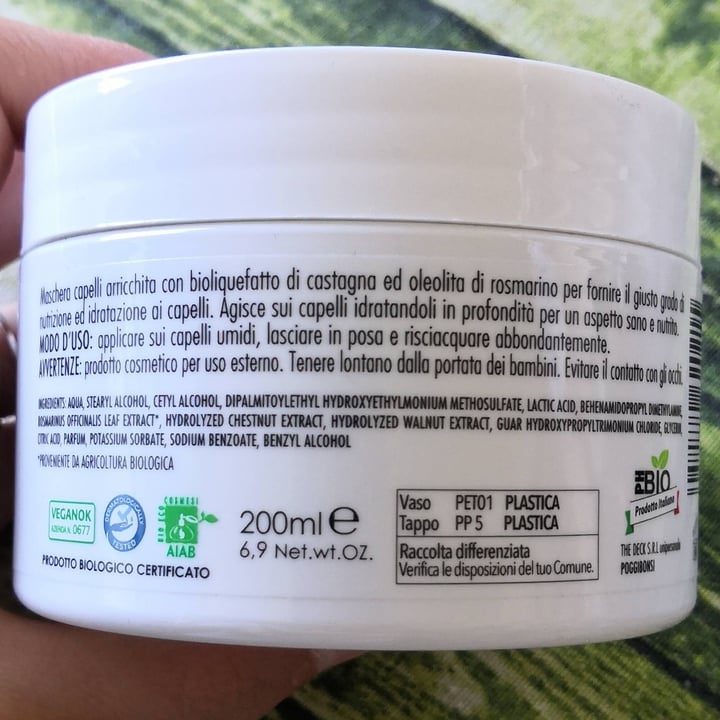 Maschera capelli arricchita con bioliquefatto di castagna ed oleolita di rosmarino per fornire il giusto grado di
nutrizione ed idratazione ai capelli. Agisce sui capelli idratandoli in profondità per un aspetto sano e nutrito.
MODO D'USO: applicare sui capelli umidi, lasciare in posa e risciacquare abbondantemente.
AVVERTENZE: prodotto cosmetico per uso esterno. Tenere lontano dalla portata dei bambini. Evitare il contatto con gli occhi.
INGREDIENTS: AQUA, STEARYL ALCOHOL, CETYL ALCOHOL, DIPALMITOYLETHYL HYDROXYETHYLMONIUM METHOSULFATE, LACTIC ACID, BEHENAMIDOPROPYL DIMETHYLAMINE,
ROSMARINUS OFFICINALIS LEAF EXTRACT*, HYDROLYZED CHESTNUT EXTRACT, HYDROLYZED WALNUT EXTRACT, GUAR HYDROXYPROPYLTRIMONIUM CHLORIDE, GLYCERIN,
CITRIC ACID, PARFUM, POTASSIUM SORBATE, SODIUM BENZOATE, BENZYL ALCOHOL
*PROVENIENTE DA AGRICOLTURA BIOLOGICA
VEGANOK
AZIENDA N. 0677
DERMATOLOGICALLY
TESTED
BIO ECO COSMESI
AIAB
PRODOTTO BIOLOGICO CERTIFICATO
200ml e
6,9 Net.wt.OZ.
Vaso PET01 PLASTICA
Tappo PP 5 PLASTICA
Raccolta differenziata
Verifica le disposizioni del tuo Comune.
PH BIO
Prodotto Italiano
THE DECK S.R.L unipersonale
POGGIBONSI